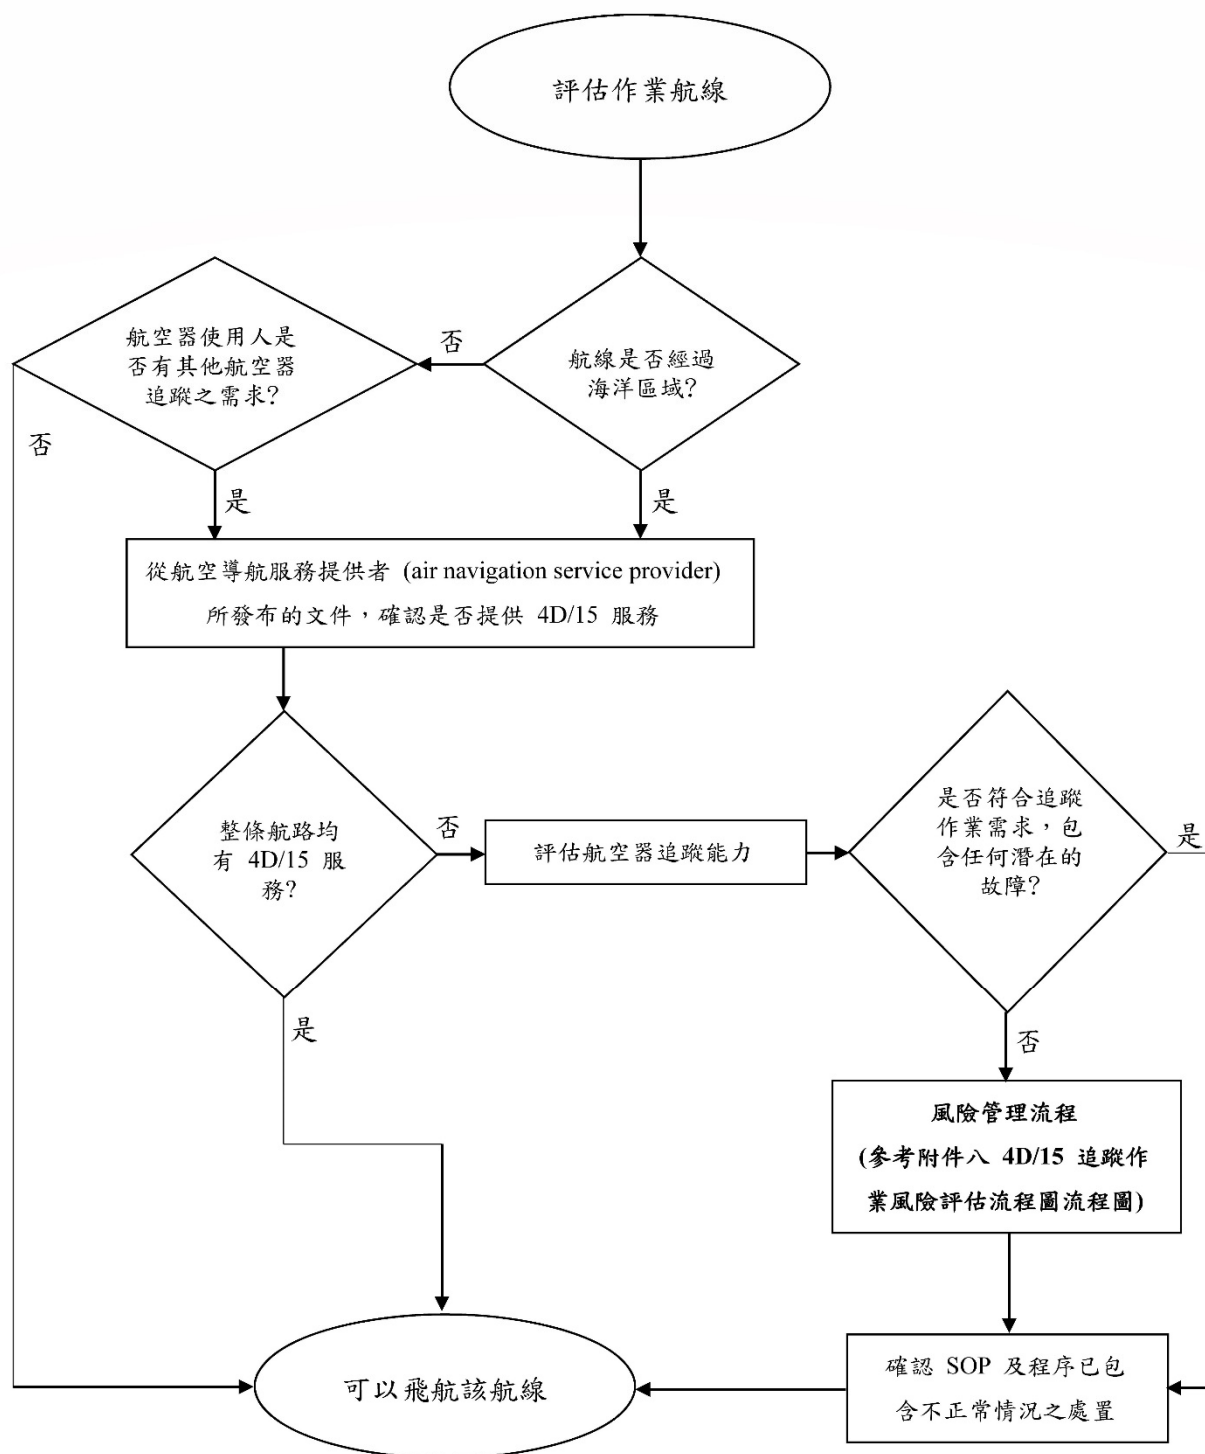 評估作業航線
航線是否經過
海洋區域?
否
航空器使用人是
否有其他航空器
追蹤之需求?
否
是
是
從航空導航服務提供者 (air navigation service provider)
所發布的文件，確認是否提供 4D/15 服務
整條航路均
有 4D/15 服
務?
否
是
評估航空器追蹤能力
是否符合追蹤
作業需求，包
含任何潛在的
故障?
是
否
風險管理流程
(參考附件八 4D/15 追蹤作
業風險評估流程圖流程圖)
確認 SOP 及程序已包
含不正常情況之處置
可以飛航該航線